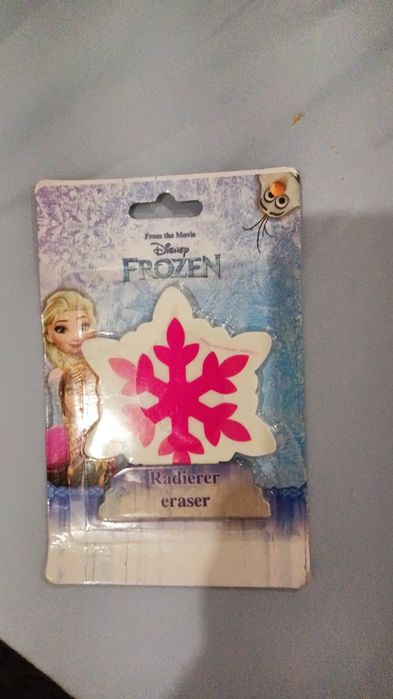 From the Movie
Disney
FROZEN
Radierer
eraser